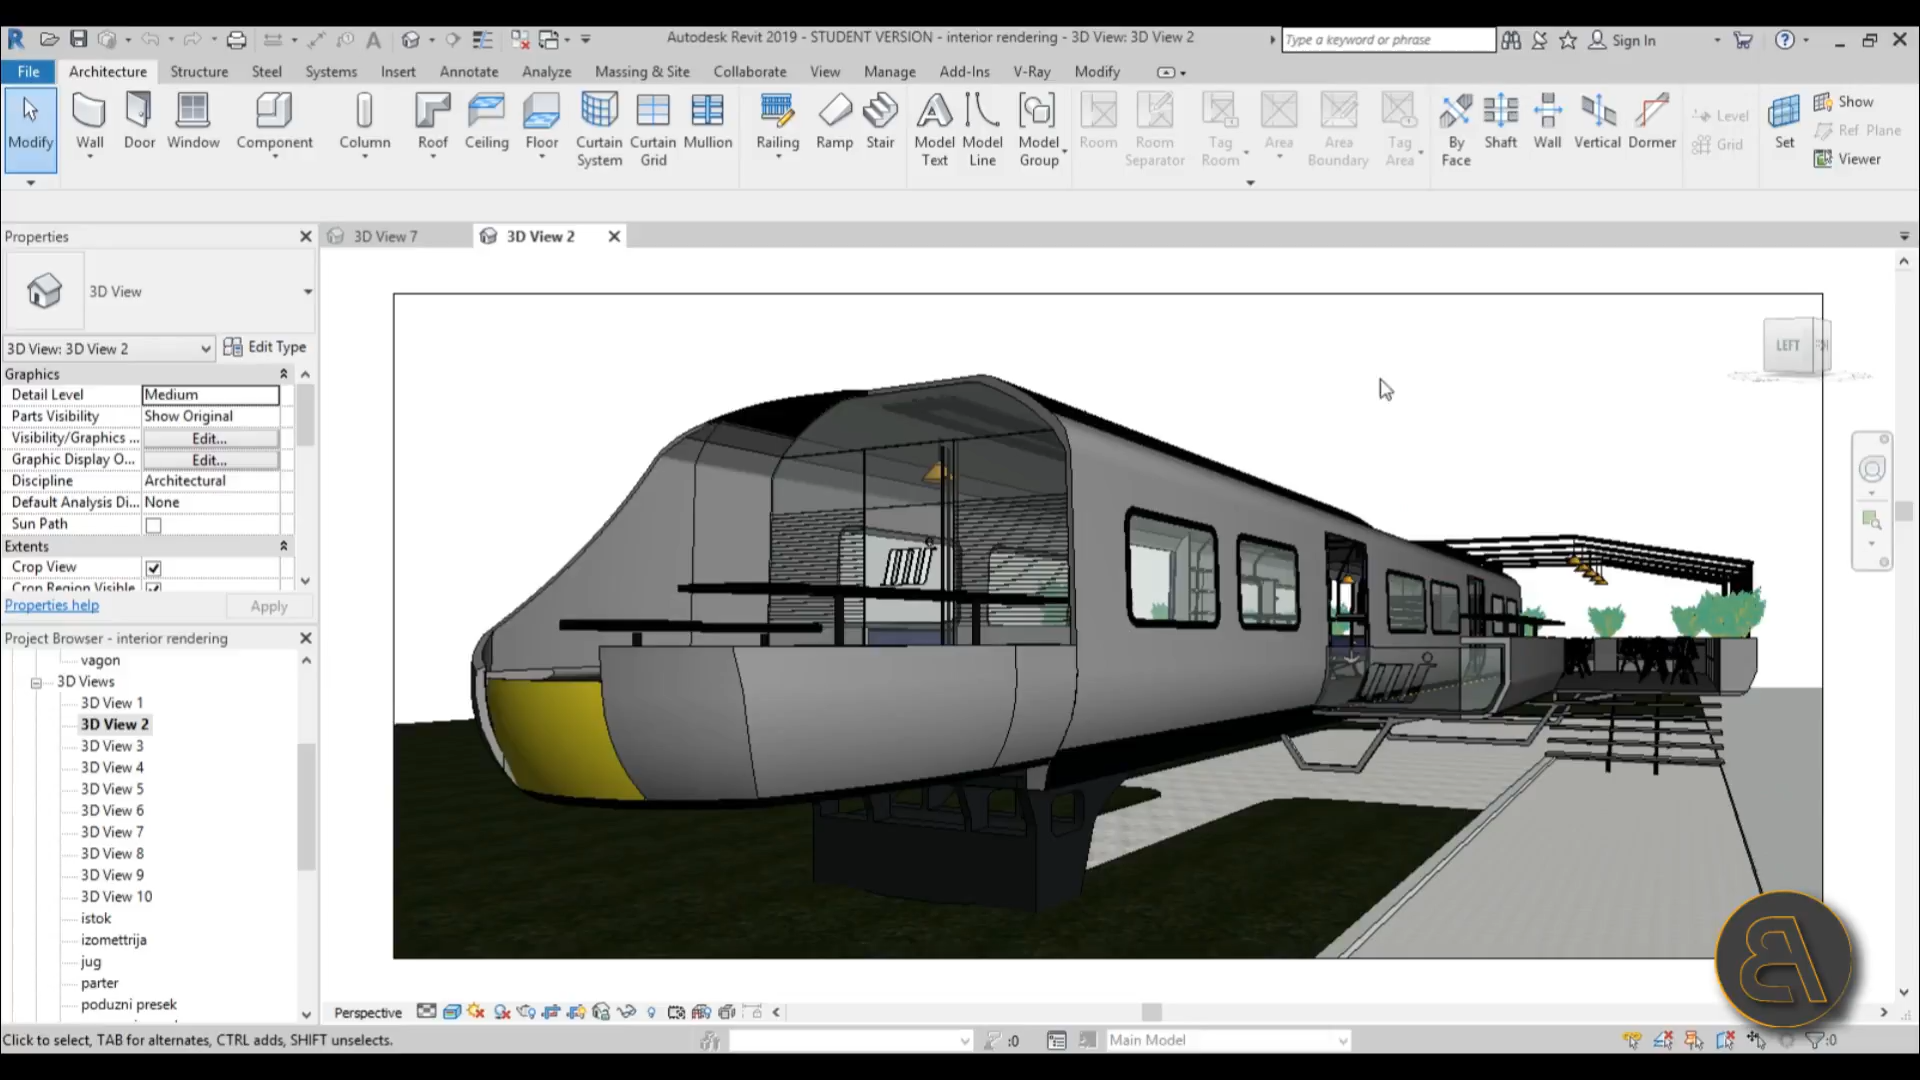 Autodesk Revit 2019 - STUDENT VERSION - interior rendering - 3D View: 3D View 2
Type a keyword or phrase
Sign In
File Architecture Structure Steel Systems Insert Annotate Analyze Massing & Site Collaborate View Manage Add-Ins V-Ray Modify
Modify
Wall
Door
Window
Component
Column
Roof
Ceiling
Floor
Curtain System
Curtain Grid
Mullion
Railing
Ramp
Stair
Model Text
Model Line
Model Group
Room
Room Separator
Tag Room
Area
Area Boundary
Tag Area
By Face
Shaft
Wall
Vertical
Dormer
Level
Grid
Set
Show
Ref Plane
Viewer
Properties
3D View 7
3D View 2
3D View
3D View: 3D View 2
Edit Type
Graphics
Detail Level Medium
Parts Visibility Show Original
Visibility/Graphics ... Edit...
Graphic Display O... Edit...
Discipline Architectural
Default Analysis Di... None
Sun Path
Extents
Crop View
Crop Region Visible
Properties help
Apply
LEFT
Project Browser - interior rendering
vagon
3D Views
3D View 1
3D View 2
3D View 3
3D View 4
3D View 5
3D View 6
3D View 7
3D View 8
3D View 9
3D View 10
istok
izomettrija
jug
parter
poduzni presek
Perspective
Click to select, TAB for alternates, CTRL adds, SHIFT unselects.
:0
Main Model
:0